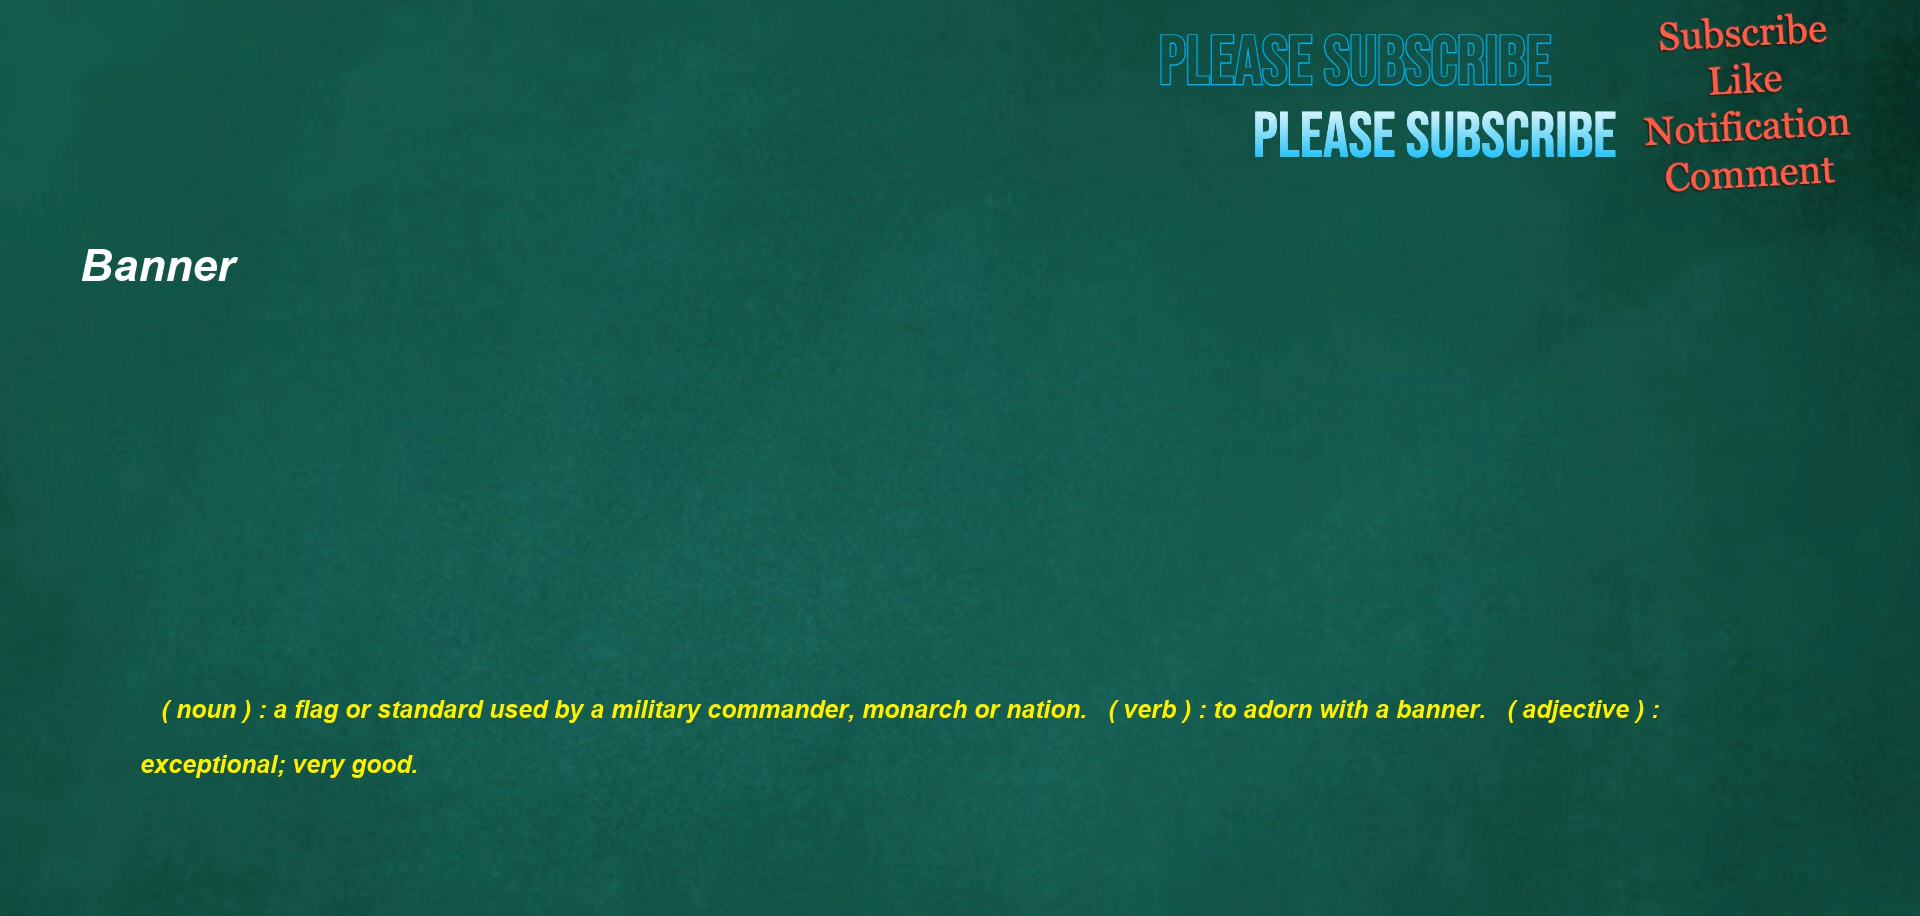 PLEASE SUBSCRIBE
PLEASE SUBSCRIBE
Subscribe
Like
Notification
Comment
Banner
( noun ) : a flag or standard used by a military commander, monarch or nation.   ( verb ) : to adorn with a banner.   ( adjective ) :
exceptional; very good.